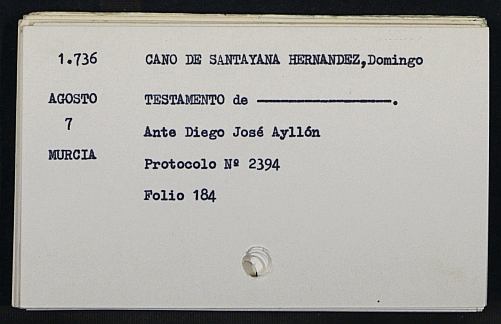 1.736 CANO DE SANTAYANA HERNANDEZ,Domingo
AGOSTO TESTAMENTO de ————————————.
7
Ante Diego José Ayllón
MURCIA
Protocolo Nº 2394
Folio 184